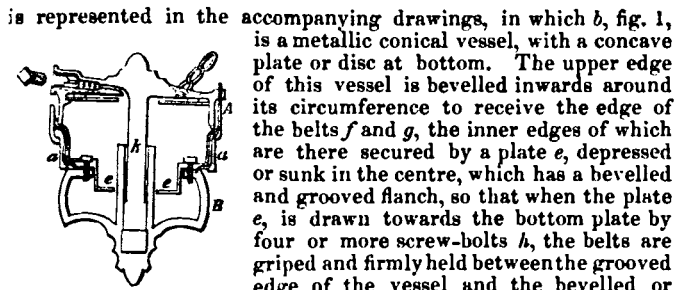 is represented in the accompanying drawings, in which b, fig. 1,
is a metallic conical vessel, with a concave
plate or disc at bottom. The upper edge
of this vessel is bevelled inwards around
its circumference to receive the edge of
the belts f and g, the inner edges of which
are there secured by a plate e, depressed
or sunk in the centre, which has a bevelled
and grooved flanch, so that when the plate
e, is drawn towards the bottom plate by
four or more screw-bolts h, the belts are
griped and firmly held between the grooved
edge of the vessel and the bevelled or
A
k
a
a
e
e
B